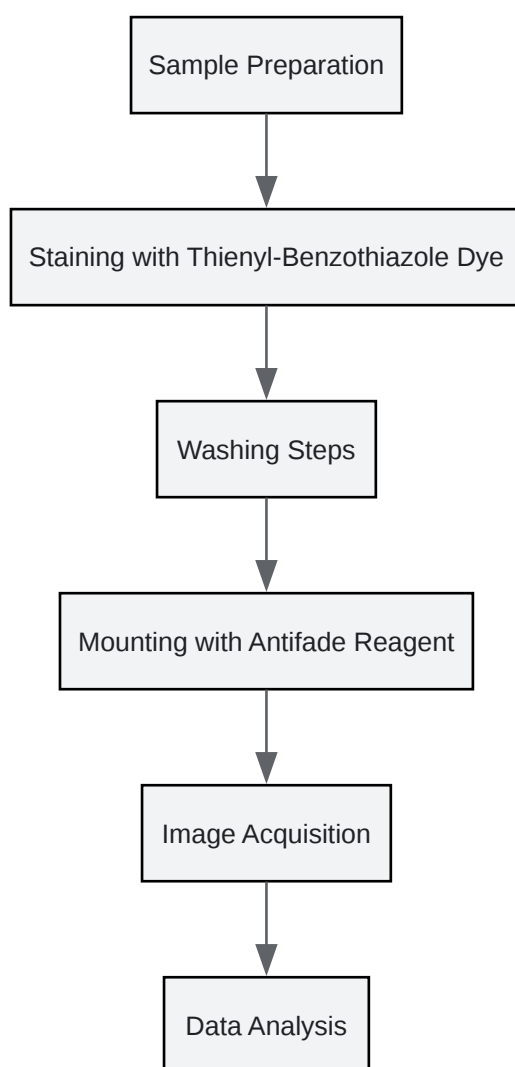 Sample Preparation
Staining with Thienyl-Benzothiazole Dye
Washing Steps
Mounting with Antifade Reagent
Image Acquisition
Data Analysis